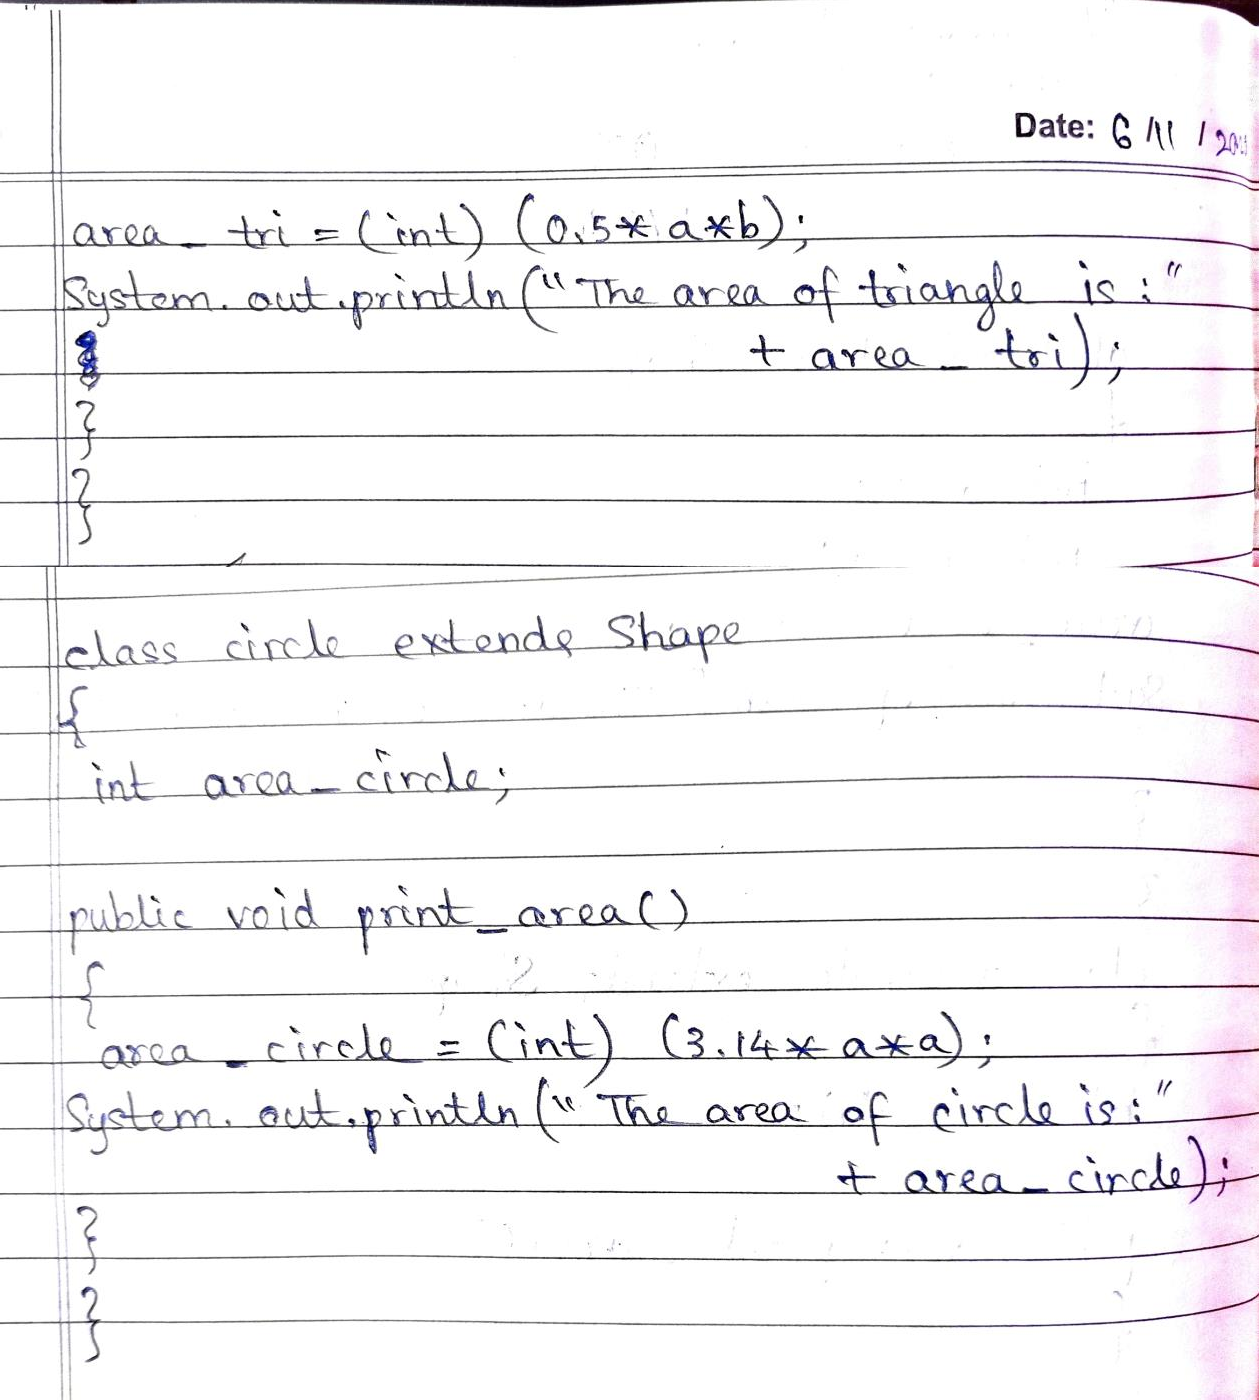 Date: 6/11/
area_tri = (int) (0.5*a*b);
System.out.println("The area of triangle is:"
+ area_tri);
}
}
class circle extends Shape
{
int area_circle;
public void print_area()
{
area_circle = (int) (3.14*a*a);
System.out.println("The area of circle is:"
+ area_circle);
}
}